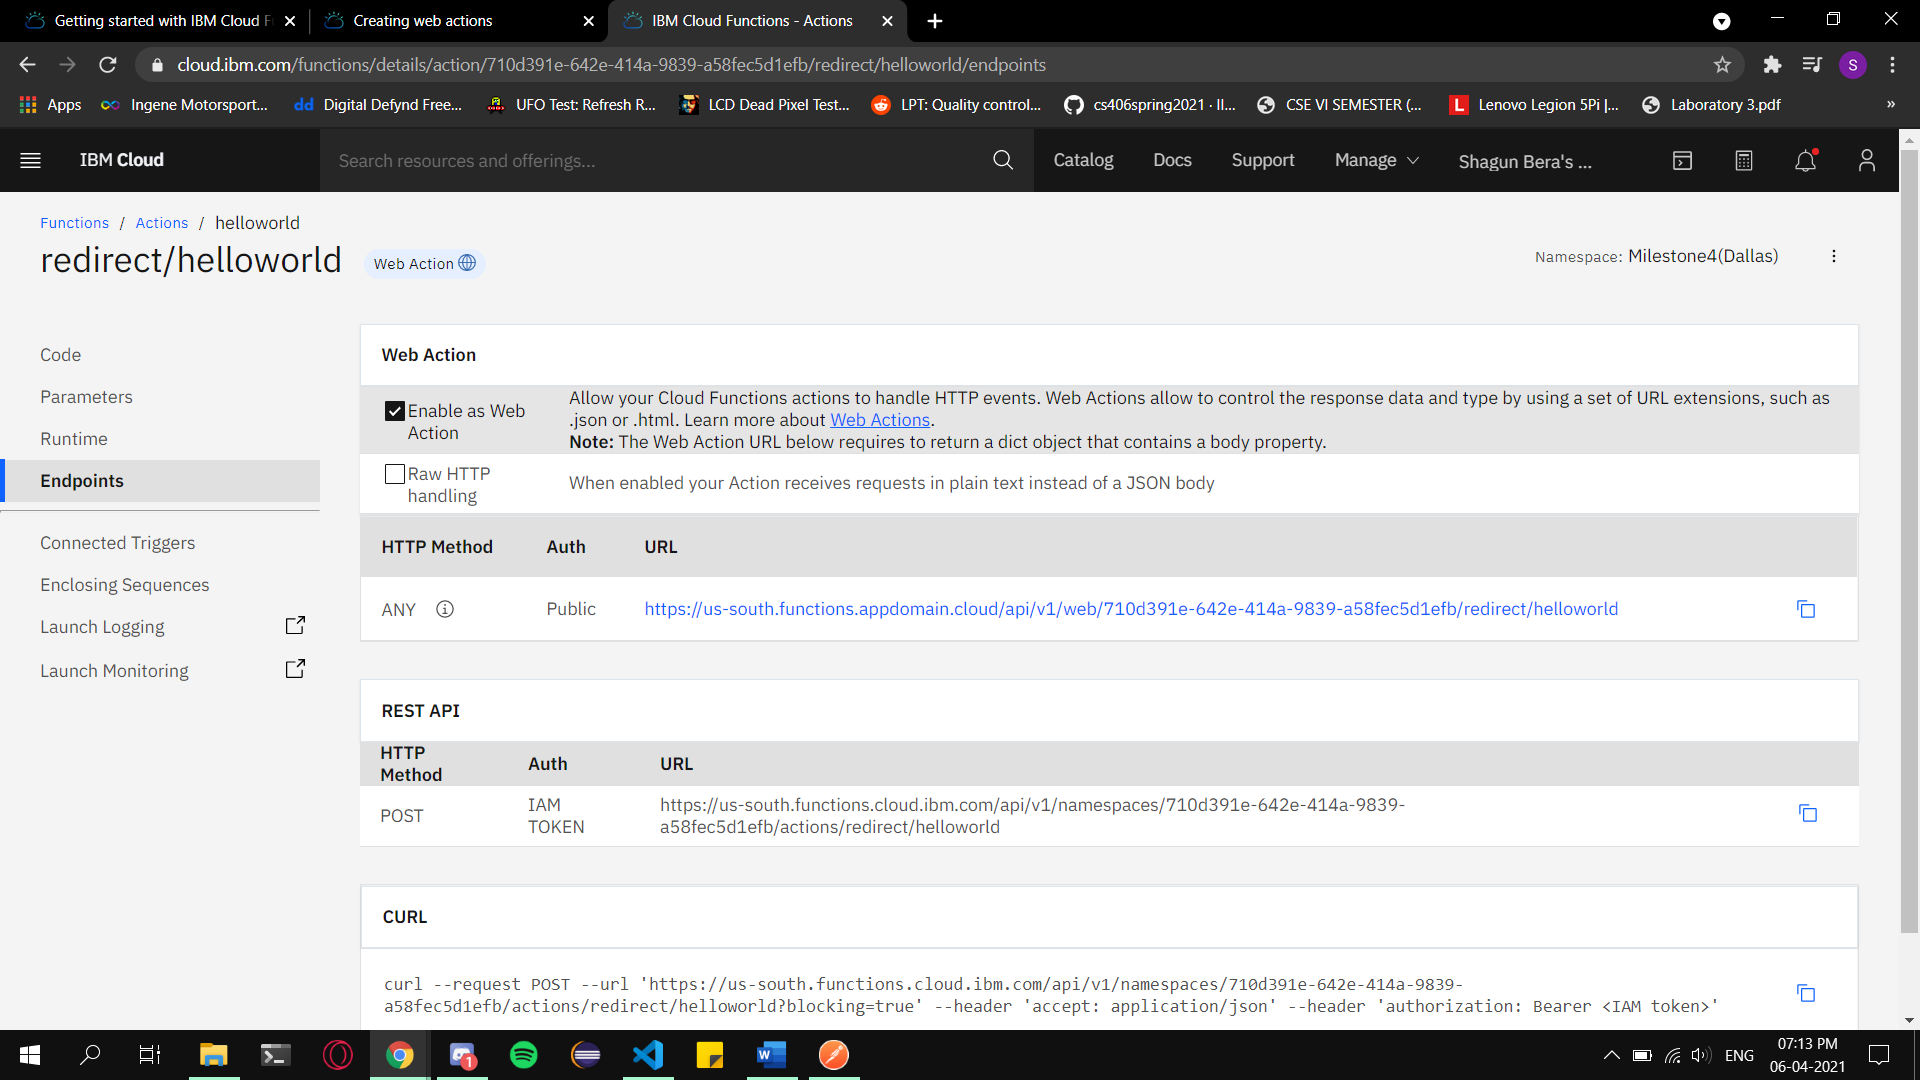 Getting started with IBM Cloud F
Creating web actions
IBM Cloud Functions - Actions
cloud.ibm.com/functions/details/action/710d391e-642e-414a-9839-a58fec5d1efb/redirect/helloworld/endpoints
S
Apps
Ingene Motorsport...
Digital Defynd Free...
UFO Test: Refresh R...
LCD Dead Pixel Test...
LPT: Quality control...
cs406spring2021 · II...
CSE VI SEMESTER (...
L
Lenovo Legion 5Pi |...
Laboratory 3.pdf
»
IBM Cloud
Search resources and offerings...
Catalog
Docs
Support
Manage
Shagun Bera's ...
Functions / Actions / helloworld
redirect/helloworld
Web Action
Namespace: Milestone4(Dallas)
Code
Parameters
Runtime
Endpoints
Connected Triggers
Enclosing Sequences
Launch Logging
Launch Monitoring
Web Action
Enable as Web
Action
Allow your Cloud Functions actions to handle HTTP events. Web Actions allow to control the response data and type by using a set of URL extensions, such as
.json or .html. Learn more about Web Actions.
Note: The Web Action URL below requires to return a dict object that contains a body property.
Raw HTTP
handling
When enabled your Action receives requests in plain text instead of a JSON body
HTTP Method Auth URL
ANY Public https://us-south.functions.appdomain.cloud/api/v1/web/710d391e-642e-414a-9839-a58fec5d1efb/redirect/helloworld
REST API
HTTP
Method
Auth
URL
POST
IAM
TOKEN
https://us-south.functions.cloud.ibm.com/api/v1/namespaces/710d391e-642e-414a-9839-
a58fec5d1efb/actions/redirect/helloworld
CURL
curl --request POST --url 'https://us-south.functions.cloud.ibm.com/api/v1/namespaces/710d391e-642e-414a-9839-
a58fec5d1efb/actions/redirect/helloworld?blocking=true' --header 'accept: application/json' --header 'authorization: Bearer <IAM token>'
1
W
ENG
07:13 PM
06-04-2021